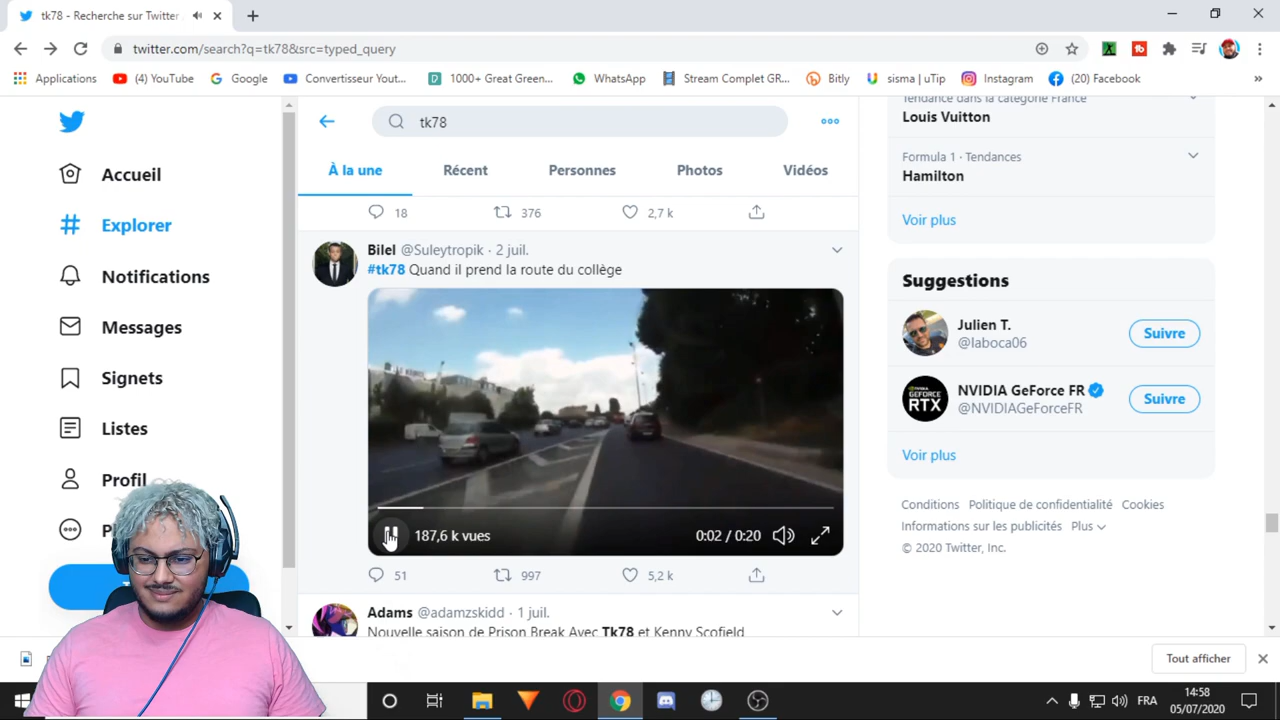 tk78 - Recherche sur Twitter
twitter.com/search?q=tk78&src=typed_query
Applications
(4) YouTube
Google
Convertisseur Yout...
1000+ Great Green...
WhatsApp
Stream Complet GR...
Bitly
sisma | uTip
Instagram
(20) Facebook
»
Accueil
Explorer
Notifications
Messages
Signets
Listes
Profil
tk78
À la une
Récent
Personnes
Photos
Vidéos
18
376
2,7 k
Bilel @Suleytropik · 2 juil.
#tk78 Quand il prend la route du collège
187,6 k vues
0:02 / 0:20
51
997
5,2 k
Adams @adamzskidd · 1 juil.
Nouvelle saison de Prison Break Avec Tk78 et Kenny Scofield
Tendance dans la catégorie France
Louis Vuitton
Formula 1 · Tendances
Hamilton
Voir plus
Suggestions
Julien T.
@laboca06
Suivre
NVIDIA GeForce FR
@NVIDIAGeForceFR
Suivre
GEFORCE
RTX
Voir plus
Conditions Politique de confidentialité Cookies
Informations sur les publicités Plus
© 2020 Twitter, Inc.
Tout afficher
FRA
14:58
05/07/2020